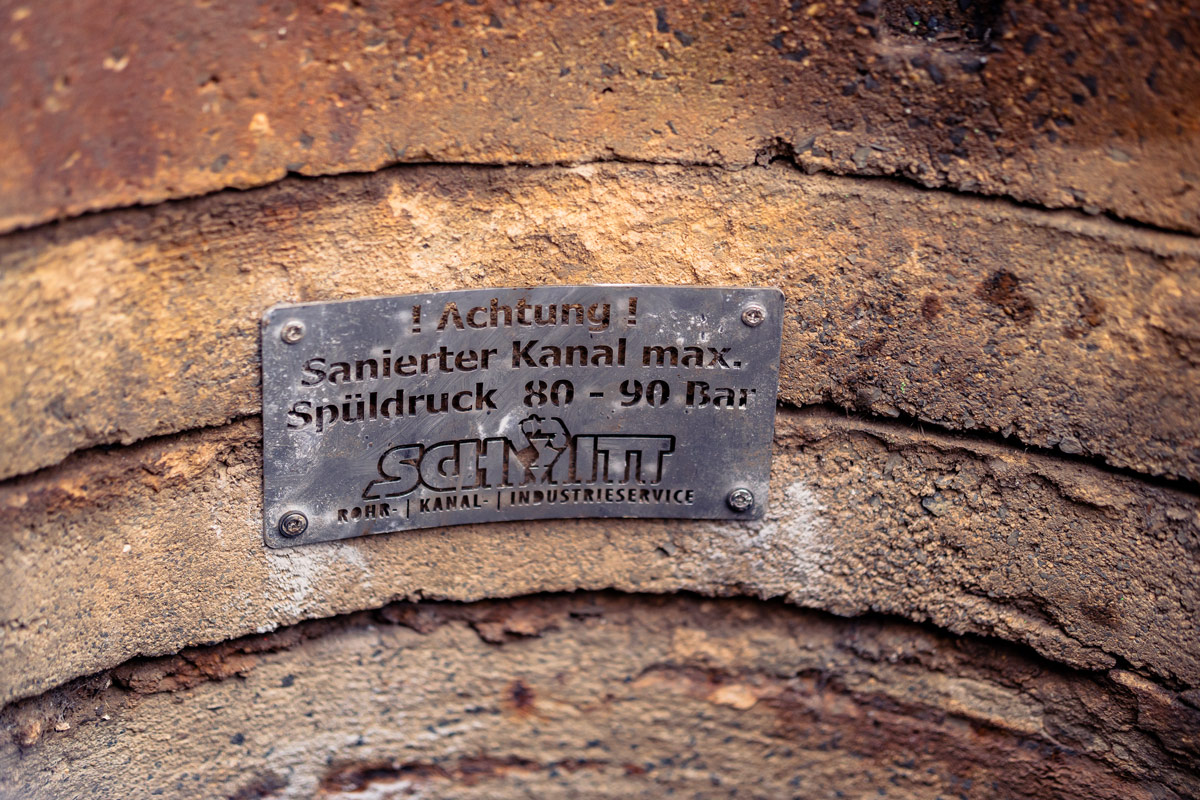 ! Achtung !
Sanierter Kanal max.
Spüldruck 80 - 90 Bar
SCHMITT
ROHR- | KANAL- | INDUSTRIESERVICE